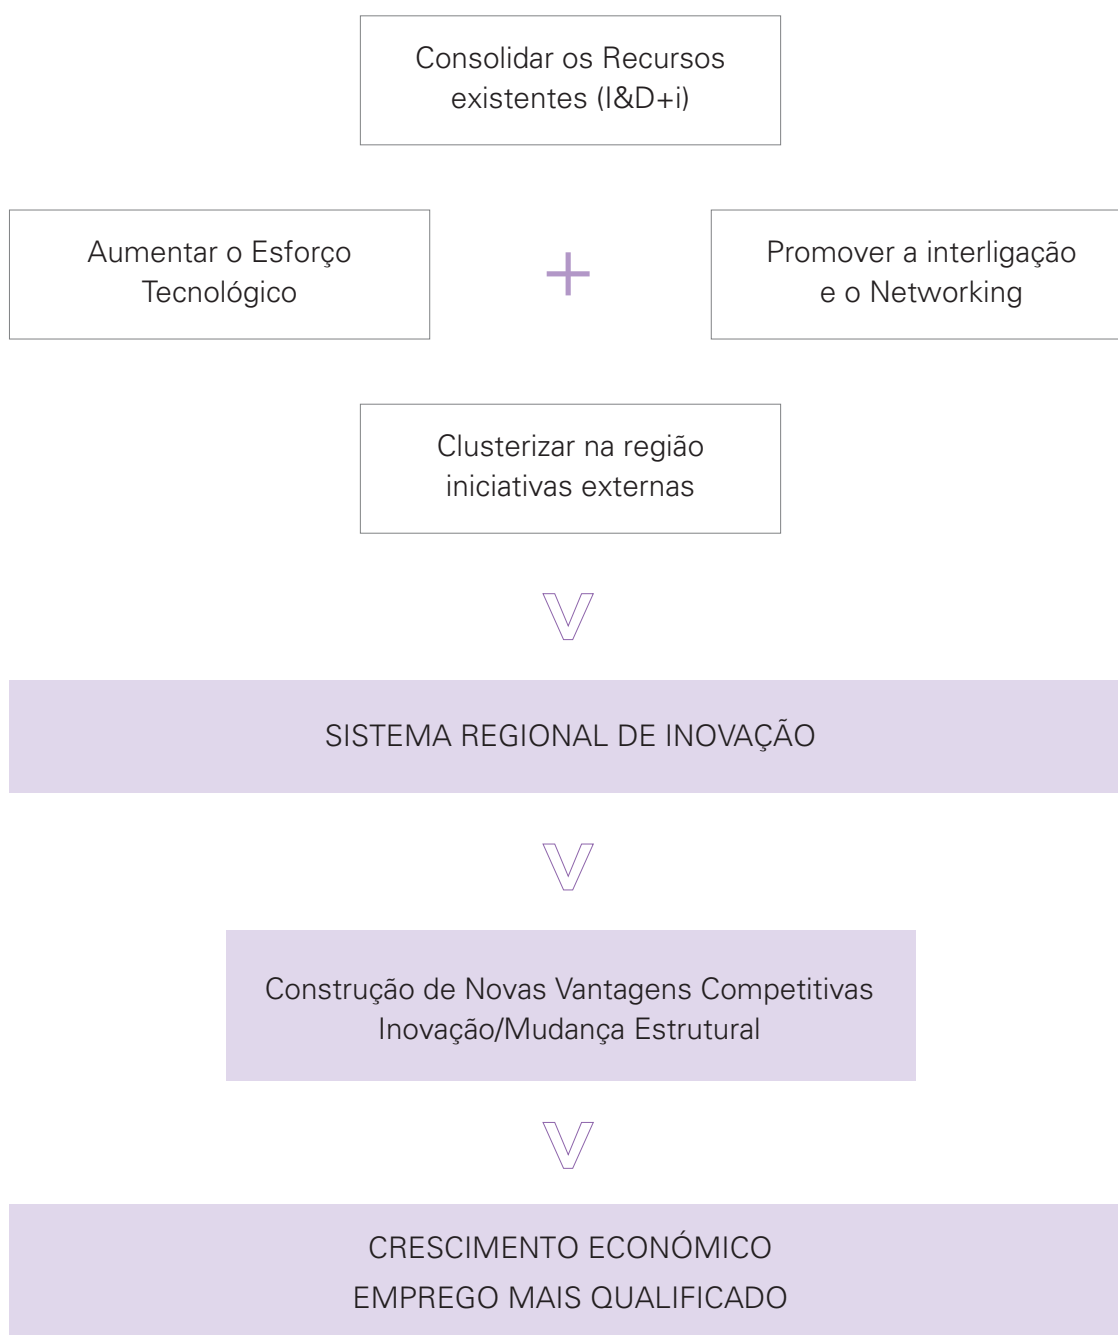 Consolidar os Recursos
existentes (I&D+i)
Aumentar o Esforço
Tecnológico
+
Promover a interligação
e o Networking
Clusterizar na região
iniciativas externas
SISTEMA REGIONAL DE INOVAÇÃO
Construção de Novas Vantagens Competitivas
Inovação/Mudança Estrutural
CRESCIMENTO ECONÓMICO
EMPREGO MAIS QUALIFICADO